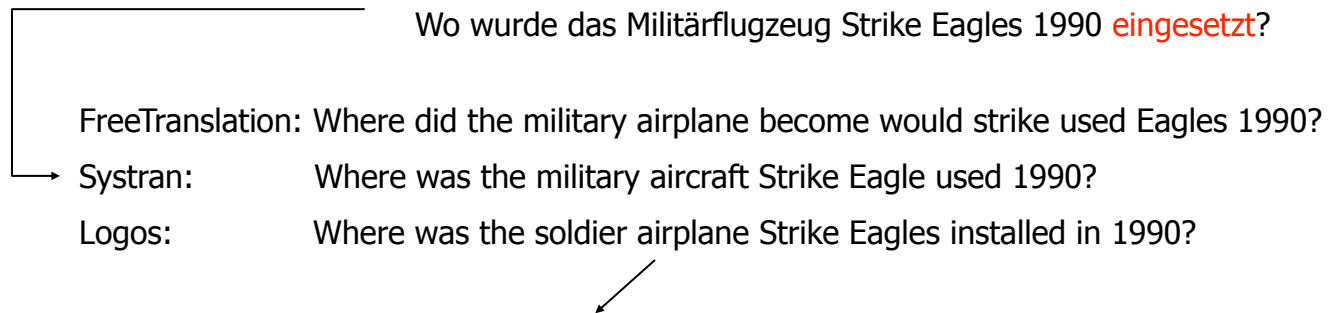 Wo wurde das Militärflugzeug Strike Eagles 1990 eingesetzt?
FreeTranslation: Where did the military airplane become would strike used Eagles 1990?
Systran: Where was the military aircraft Strike Eagle used 1990?
Logos: Where was the soldier airplane Strike Eagles installed in 1990?